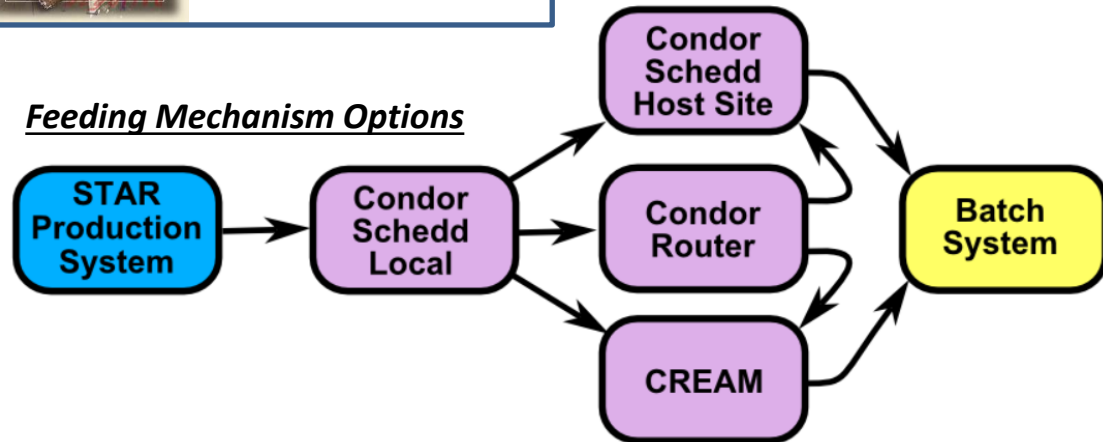 Feeding Mechanism Options
STAR
Production
System
Condor
Schedd
Local
Condor
Schedd
Host Site
Condor
Router
CREAM
Batch
System